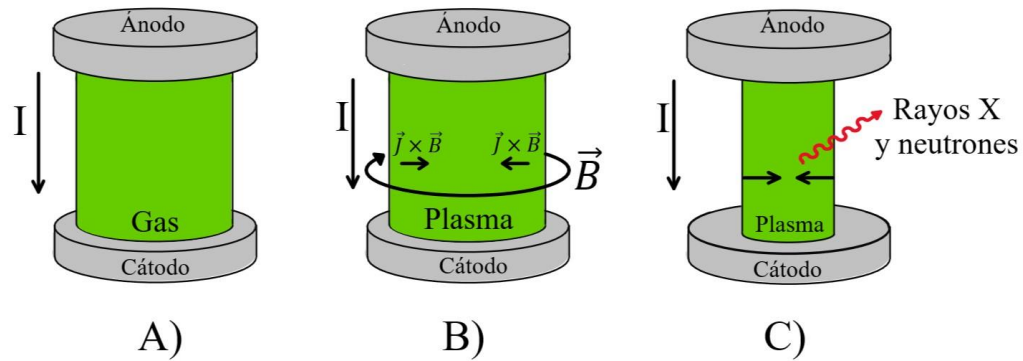 Ánodo
I
Gas
Cátodo
A)
Ánodo
I
j⃗ × B⃗
j⃗ × B⃗
B⃗
Plasma
Cátodo
B)
Ánodo
I
Rayos X
y neutrones
Plasma
Cátodo
C)